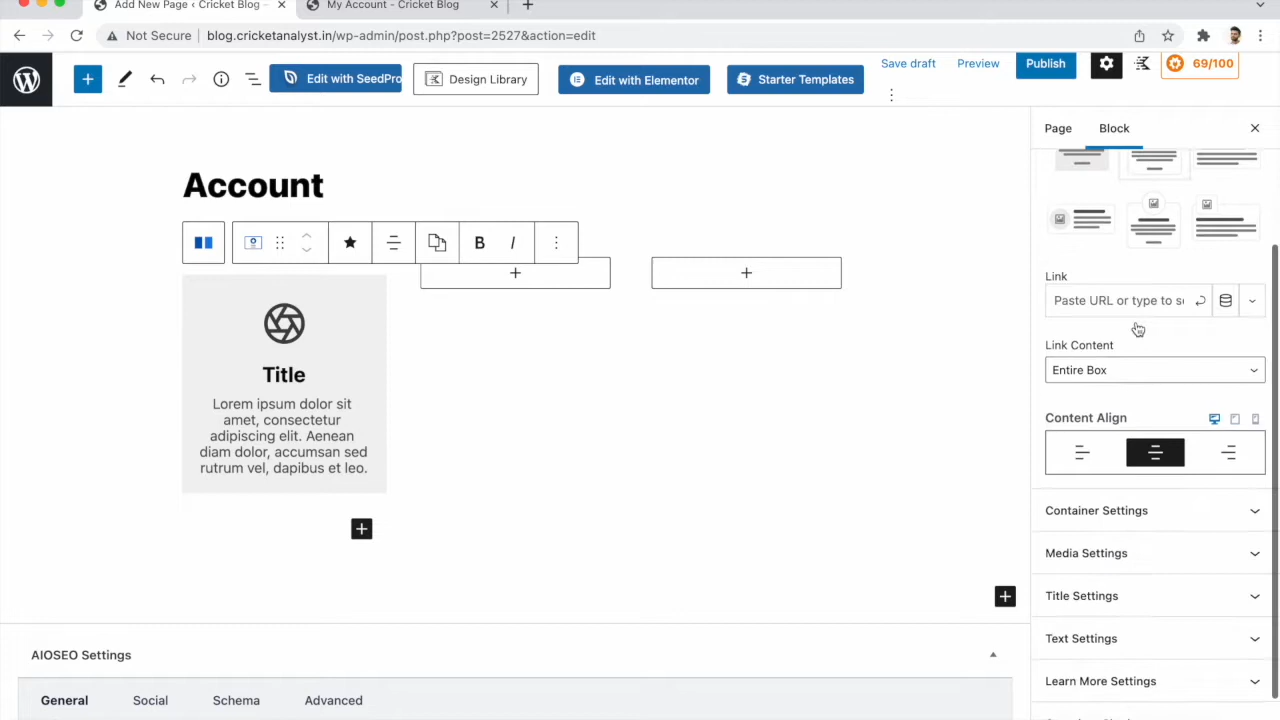 Add New Page ‹ Cricket Blog –
My Account - Cricket Blog
Not Secure
blog.cricketanalyst.in/wp-admin/post.php?post=2527&action=edit
Edit with SeedPro
Design Library
Edit with Elementor
Starter Templates
Save draft
Preview
Publish
69/100
Page
Block
Account
B
I
Title
Lorem ipsum dolor sit
amet, consectetur
adipiscing elit. Aenean
diam dolor, accumsan sed
rutrum vel, dapibus et leo.
Link
Paste URL or type to se
Link Content
Entire Box
Content Align
Container Settings
Media Settings
Title Settings
Text Settings
Learn More Settings
AIOSEO Settings
General
Social
Schema
Advanced